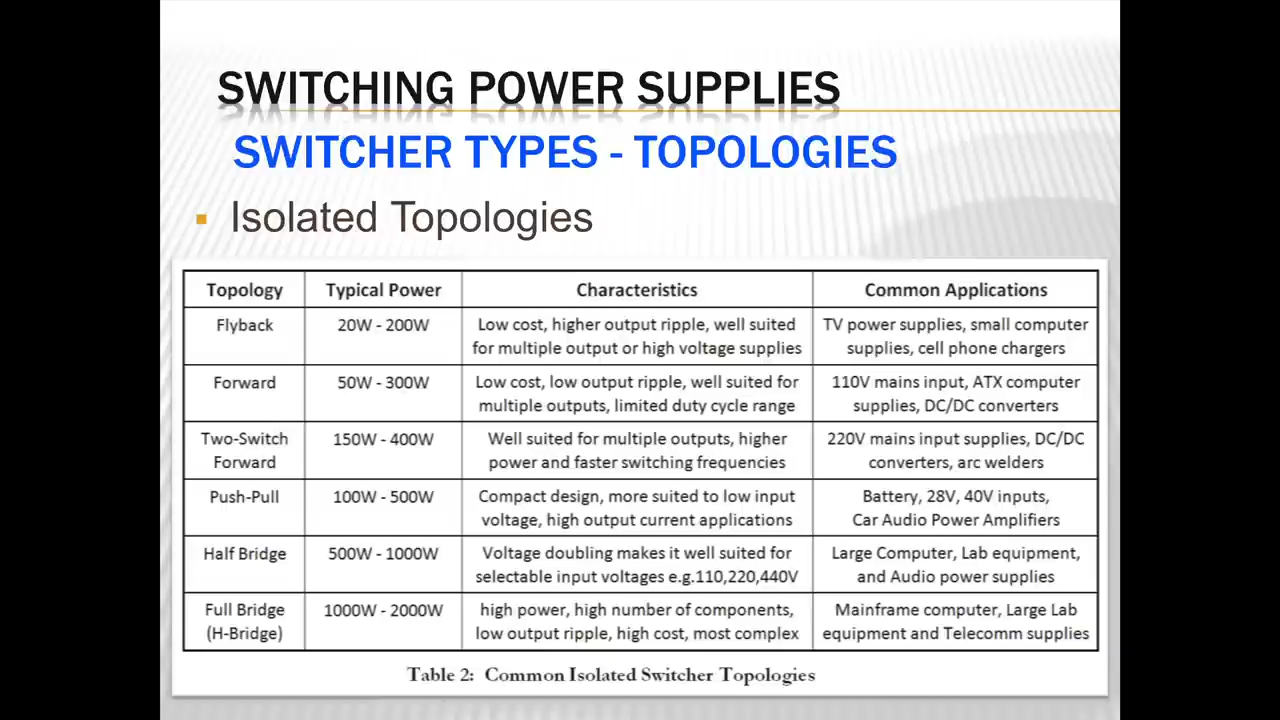 SWITCHING POWER SUPPLIES
SWITCHER TYPES - TOPOLOGIES
Isolated Topologies
Topology Typical Power Characteristics Common Applications
Flyback 20W - 200W Low cost, higher output ripple, well suited TV power supplies, small computer
for multiple output or high voltage supplies supplies, cell phone chargers
Forward 50W - 300W Low cost, low output ripple, well suited for 110V mains input, ATX computer
multiple outputs, limited duty cycle range supplies, DC/DC converters
Two-Switch 150W - 400W Well suited for multiple outputs, higher 220V mains input supplies, DC/DC
Forward power and faster switching frequencies converters, arc welders
Push-Pull 100W - 500W Compact design, more suited to low input Battery, 28V, 40V inputs,
voltage, high output current applications Car Audio Power Amplifiers
Half Bridge 500W - 1000W Voltage doubling makes it well suited for Large Computer, Lab equipment,
selectable input voltages e.g.110,220,440V and Audio power supplies
Full Bridge 1000W - 2000W high power, high number of components, Mainframe computer, Large Lab
(H-Bridge) low output ripple, high cost, most complex equipment and Telecomm supplies
Table 2: Common Isolated Switcher Topologies